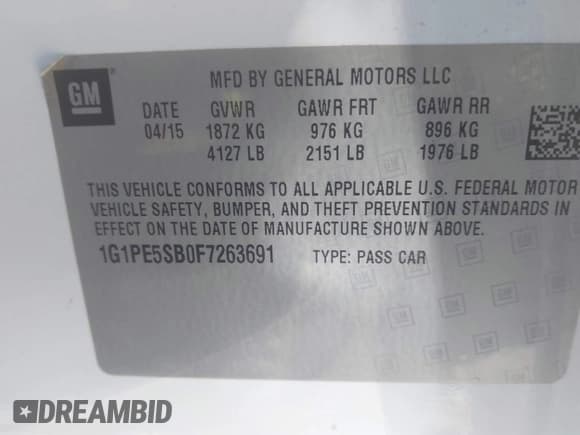 GM
MFD BY GENERAL MOTORS LLC
DATE GVWR GAWR FRT GAWR RR
04/15 1872 KG 976 KG 896 KG
4127 LB 2151 LB 1976 LB
THIS VEHICLE CONFORMS TO ALL APPLICABLE U.S. FEDERAL MOTOR
VEHICLE SAFETY, BUMPER, AND THEFT PREVENTION STANDARDS IN
EFFECT ON THE DATE OF MANUFACTURE SHOWN ABOVE.
1G1PE5SB0F7263691 TYPE: PASS CAR
DREAMBID